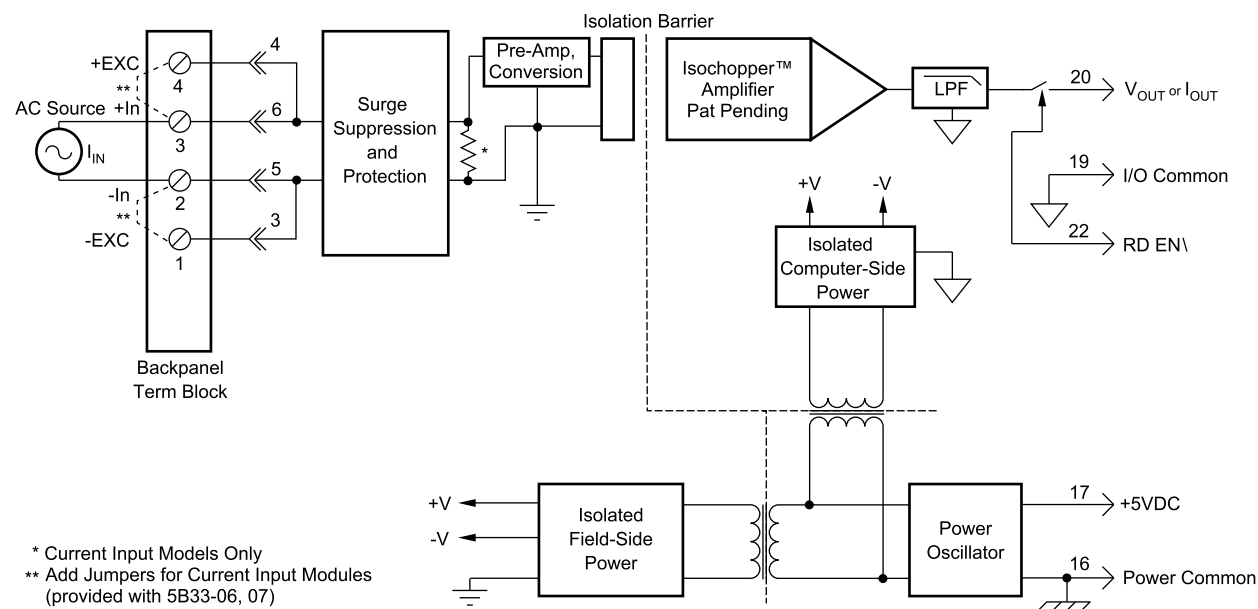 Isolation Barrier
+EXC
4
4
**
AC Source
+In
6
3
I_IN
5
-In
2
**
3
-EXC
1
Backpanel
Term Block
Surge
Suppression
and
Protection
*
Pre-Amp,
Conversion
Isochopper™
Amplifier
Pat Pending
LPF
20
V_OUT or I_OUT
19
I/O Common
22
RD EN\
+V
-V
Isolated
Computer-Side
Power
+V
-V
Isolated
Field-Side
Power
Power
Oscillator
17
+5VDC
16
Power Common
* Current Input Models Only
** Add Jumpers for Current Input Modules
(provided with 5B33-06, 07)